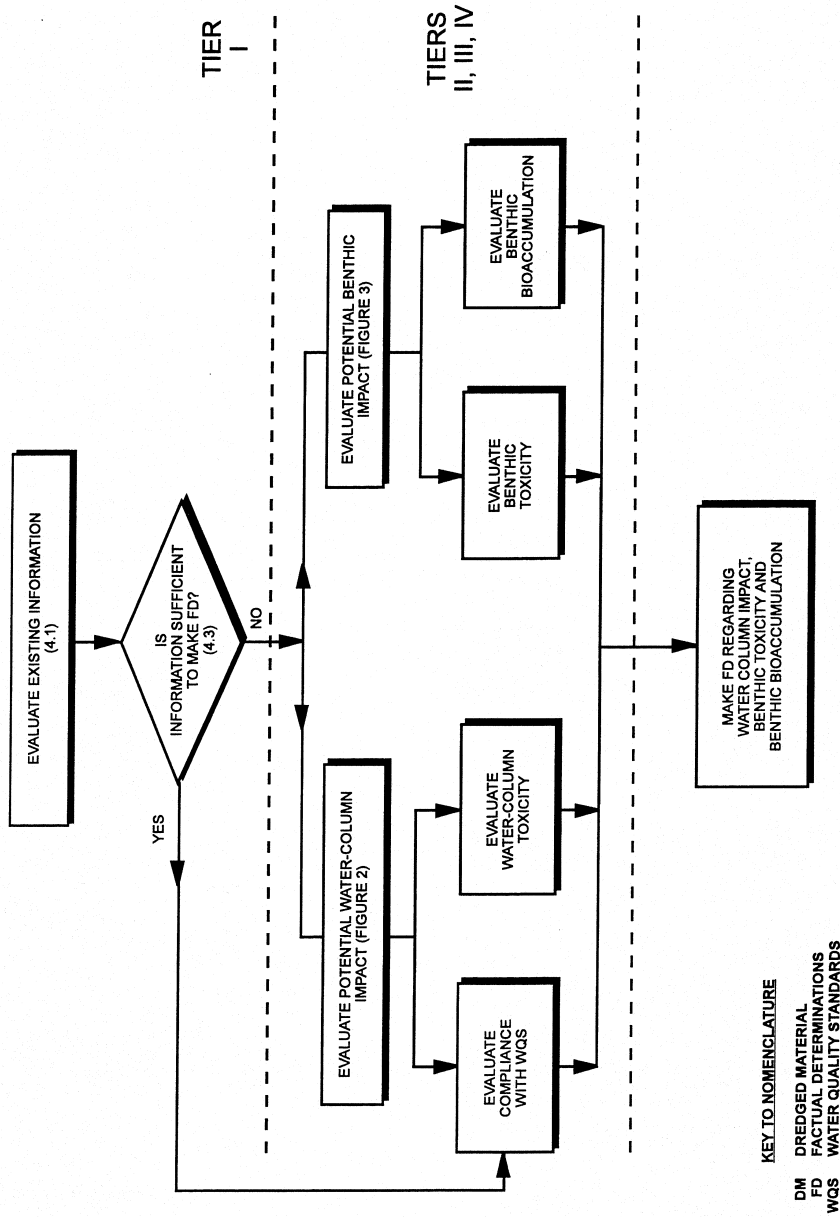 EVALUATE EXISTING INFORMATION
(4.1)
IS
INFORMATION SUFFICIENT
TO MAKE FD?
(4.3)
YES
NO
TIER
I
EVALUATE POTENTIAL WATER-COLUMN
IMPACT (FIGURE 2)
EVALUATE POTENTIAL BENTHIC
IMPACT (FIGURE 3)
TIERS
II, III, IV
EVALUATE
COMPLIANCE
WITH WQS
EVALUATE
WATER-COLUMN
TOXICITY
EVALUATE
BENTHIC
TOXICITY
EVALUATE
BENTHIC
BIOACCUMULATION
MAKE FD REGARDING
WATER COLUMN IMPACT,
BENTHIC TOXICITY AND
BENTHIC BIOACCUMULATION
KEY TO NOMENCLATURE
DM DREDGED MATERIAL
FD FACTUAL DETERMINATIONS
WQS WATER QUALITY STANDARDS